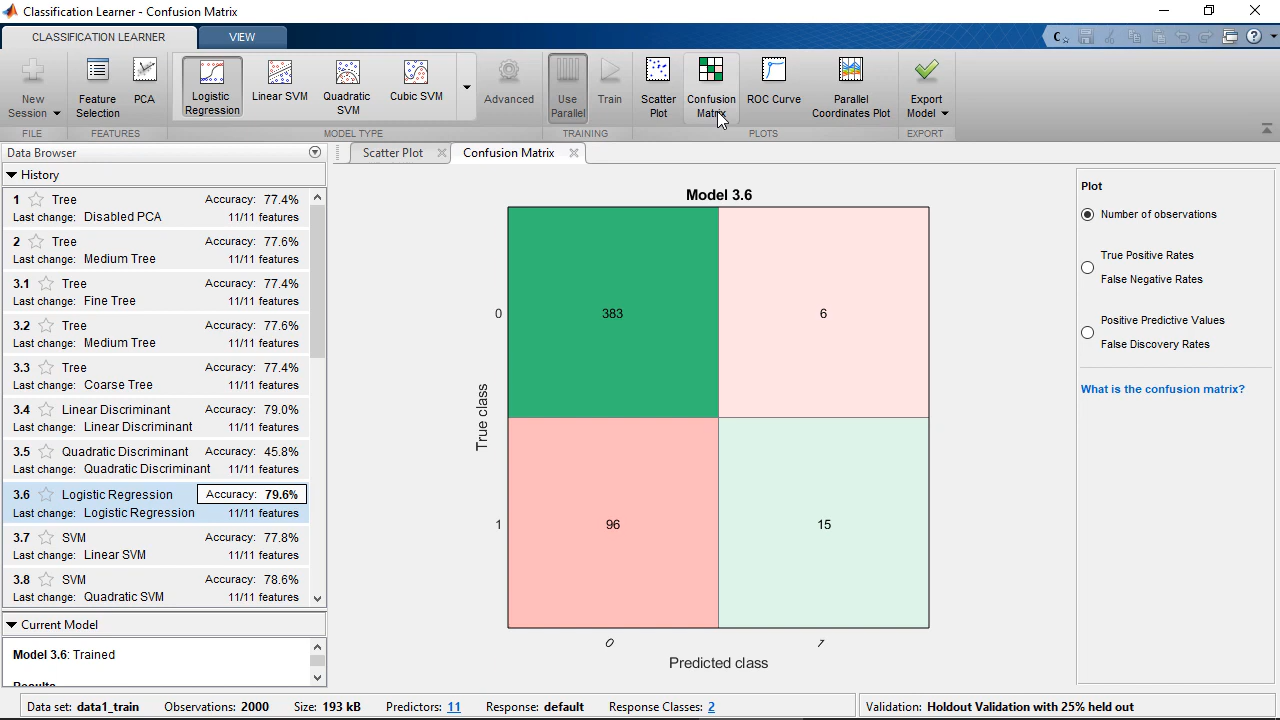 Classification Learner - Confusion Matrix
CLASSIFICATION LEARNER
VIEW
New Session
Feature Selection
PCA
Logistic Regression
Linear SVM
Quadratic SVM
Cubic SVM
Advanced
Use Parallel
Train
Scatter Plot
Confusion Matrix
ROC Curve
Parallel Coordinates Plot
Export Model
FILE
FEATURES
MODEL TYPE
TRAINING
PLOTS
EXPORT
Data Browser
Scatter Plot
Confusion Matrix
History
1 Tree Accuracy: 77.4%
Last change: Disabled PCA 11/11 features
2 Tree Accuracy: 77.6%
Last change: Medium Tree 11/11 features
3.1 Tree Accuracy: 77.4%
Last change: Fine Tree 11/11 features
3.2 Tree Accuracy: 77.6%
Last change: Medium Tree 11/11 features
3.3 Tree Accuracy: 77.4%
Last change: Coarse Tree 11/11 features
3.4 Linear Discriminant Accuracy: 79.0%
Last change: Linear Discriminant 11/11 features
3.5 Quadratic Discriminant Accuracy: 45.8%
Last change: Quadratic Discriminant 11/11 features
3.6 Logistic Regression Accuracy: 79.6%
Last change: Logistic Regression 11/11 features
3.7 SVM Accuracy: 77.8%
Last change: Linear SVM 11/11 features
3.8 SVM Accuracy: 78.6%
Last change: Quadratic SVM 11/11 features
Current Model
Model 3.6: Trained
Results
Model 3.6
True class
0
383
6
1
96
15
0
1
Predicted class
Plot
Number of observations
True Positive Rates
False Negative Rates
Positive Predictive Values
False Discovery Rates
What is the confusion matrix?
Data set: data1_train Observations: 2000 Size: 193 kB Predictors: 11 Response: default Response Classes: 2
Validation: Holdout Validation with 25% held out